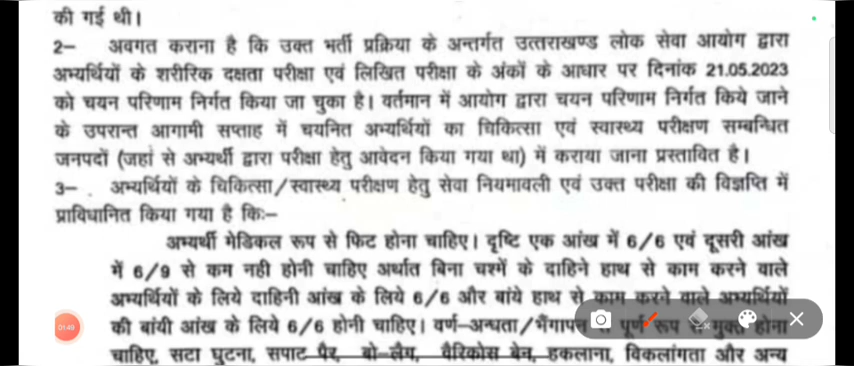 की गई थी।
2– अवगत कराना है कि उक्त भर्ती प्रक्रिया के अन्तर्गत उत्तराखण्ड लोक सेवा आयोग द्वारा
अभ्यर्थियों के शारीरिक दक्षता परीक्षा एवं लिखित परीक्षा के अंकों के आधार पर दिनांक 21.05.2023
को चयन परिणाम निर्गत किया जा चुका है। वर्तमान में आयोग द्वारा चयन परिणाम निर्गत किये जाने
के उपरान्त आगामी सप्ताह में चयनित अभ्यर्थियों का चिकित्सा एवं स्वास्थ्य परीक्षण सम्बन्धित
जनपदों (जहां से अभ्यर्थी द्वारा परीक्षा हेतु आवेदन किया गया था) में कराया जाना प्रस्तावित है।
3– . अभ्यर्थियों के चिकित्सा/स्वास्थ्य परीक्षण हेतु सेवा नियमावली एवं उक्त परीक्षा की विज्ञप्ति में
प्राविधानित किया गया है किः–
अभ्यर्थी मेडिकल रूप से फिट होना चाहिए। दृष्टि एक आंख में 6/6 एवं दूसरी आंख
में 6/9 से कम नही होनी चाहिए अर्थात बिना चश्में के दाहिने हाथ से काम करने वाले
अभ्यर्थियों के लिये दाहिनी आंख के लिये 6/6 और बांये हाथ से काम करने वाले अभ्यर्थियों
की बांयी आंख के लिये 6/6 होनी चाहिए। वर्ण–अन्धता/भैंगापन से पूर्ण रूप से मुक्त होना
चाहिए, सटा घुटना, सपाट पैर, बो–लैग, वैरिकोस बेन, हकलाना, विकलांगता और अन्य
01:49